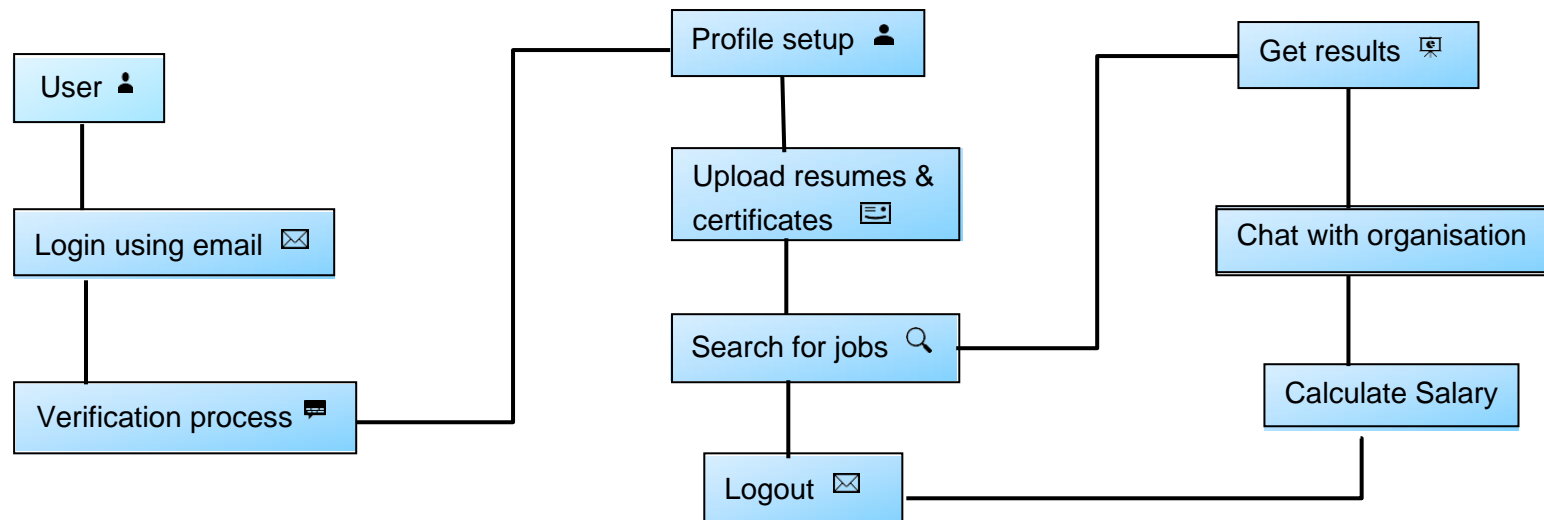 User
Login using email
Verification process
Profile setup
Upload resumes &
certificates
Search for jobs
Logout
Get results
Chat with organisation
Calculate Salary